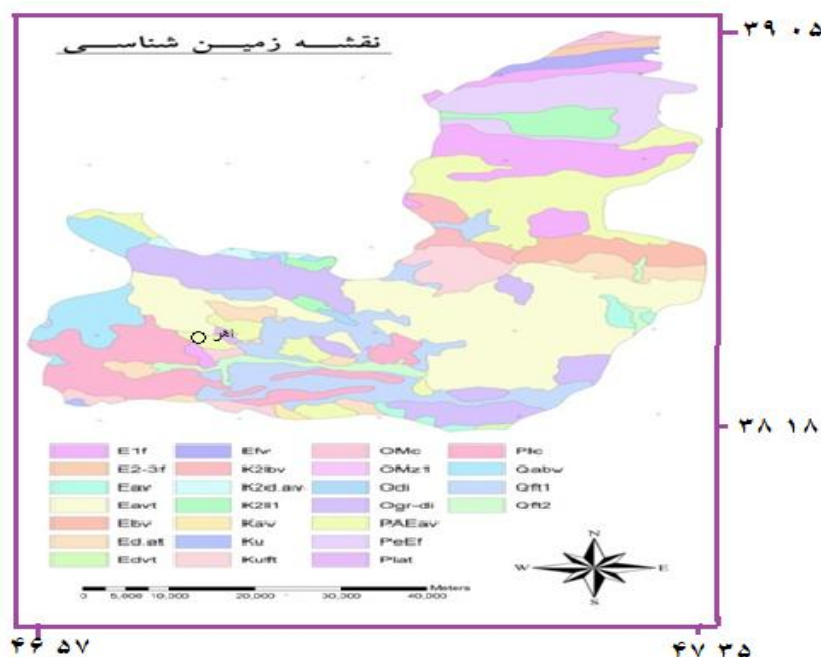 نقشه زمین شناسی
۳۹ ۰۵
اهر
۳۸ ۱۸
E1f Efv OMc Plc
E2-3f K2lbv OMz1 Qabv
Eav K2d.av Odi Qft1
Eavt K2l1 Ogr-di Qft2
Ebv Kav PAEav
Ed.at Ku PeEf
Edvt Kuft Plat
N
W E
S
Meters
0 5,000 10,000 20,000 30,000 40,000
۴۶ ۵۷
۴۷ ۳۵